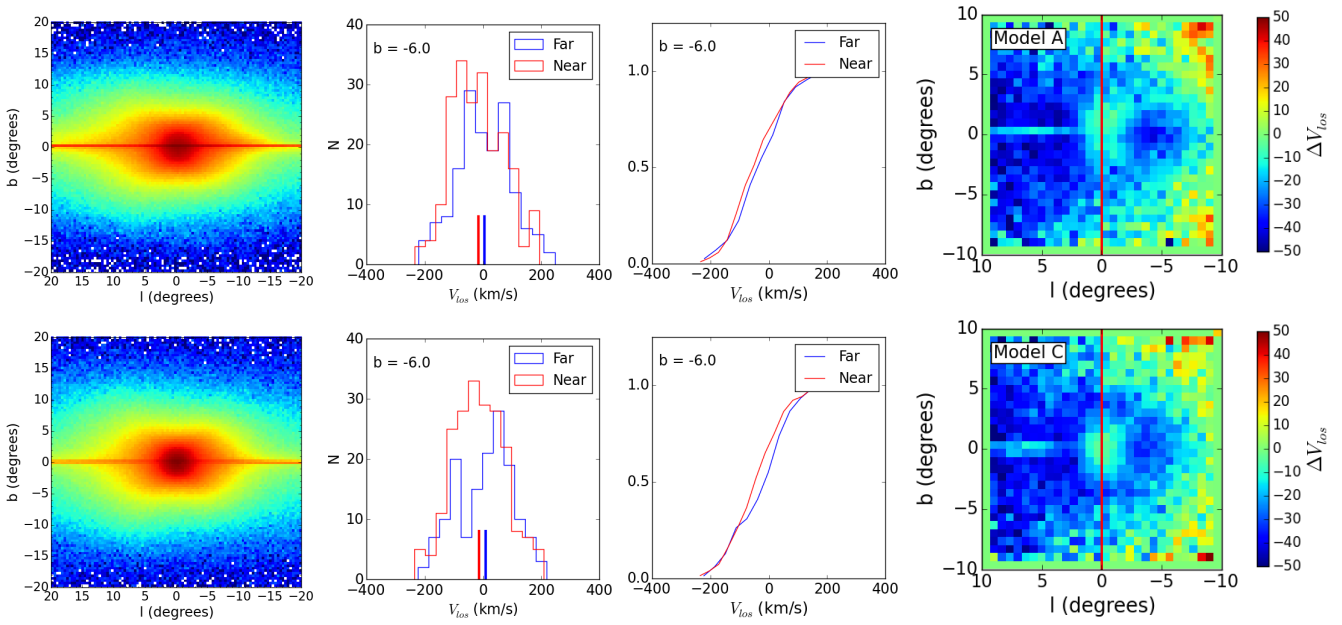 20
15
10
5
0
−5
−10
−15
−20
b (degrees)
20 15 10 5 0 −5 −10 −15 −20
l (degrees)
40
30
20
10
0
N
b = -6.0
Far
Near
−400 −200 0 200 400
V_los (km/s)
b = -6.0
Far
Near
1.0
0.5
0.0
−400 −200 0 200 400
V_los (km/s)
Model A
10
5
0
−5
−10
b (degrees)
10 5 0 −5 −10
l (degrees)
50
40
30
20
10
0
−10
−20
−30
−40
−50
ΔV_los
20
15
10
5
0
−5
−10
−15
−20
b (degrees)
20 15 10 5 0 −5 −10 −15 −20
l (degrees)
40
30
20
10
0
N
b = -6.0
Far
Near
−400 −200 0 200 400
V_los (km/s)
b = -6.0
Far
Near
1.0
0.5
0.0
−400 −200 0 200 400
V_los (km/s)
Model C
10
5
0
−5
−10
b (degrees)
10 5 0 −5 −10
l (degrees)
50
40
30
20
10
0
−10
−20
−30
−40
−50
ΔV_los